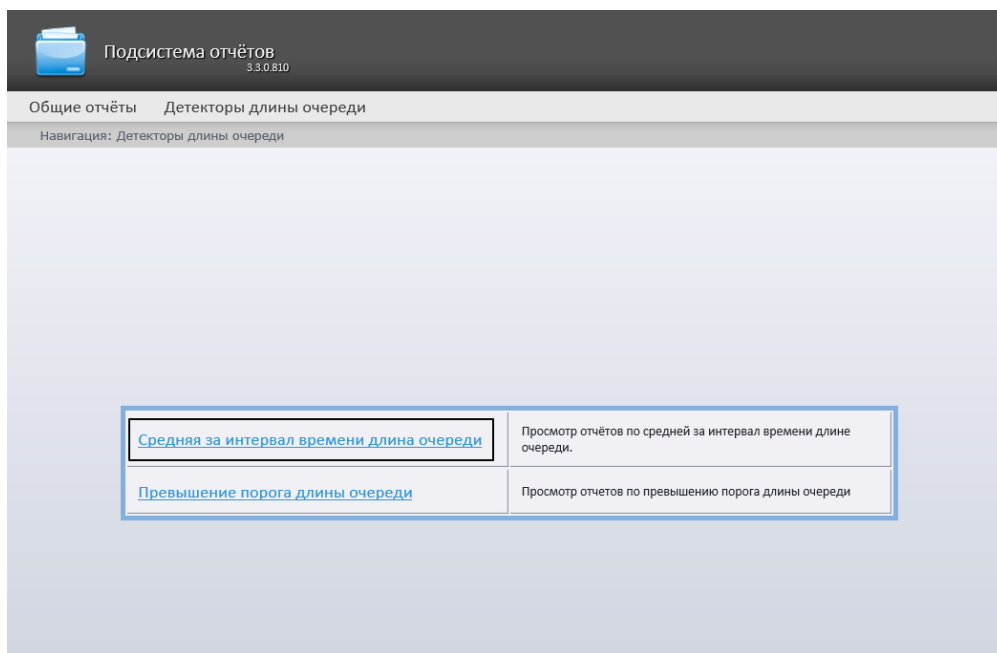 Подсистема отчётов
3.3.0.810
Общие отчёты Детекторы длины очереди
Навигация: Детекторы длины очереди
Средняя за интервал времени длина очереди
Просмотр отчётов по средней за интервал времени длине
очереди.
Превышение порога длины очереди
Просмотр отчетов по превышению порога длины очереди